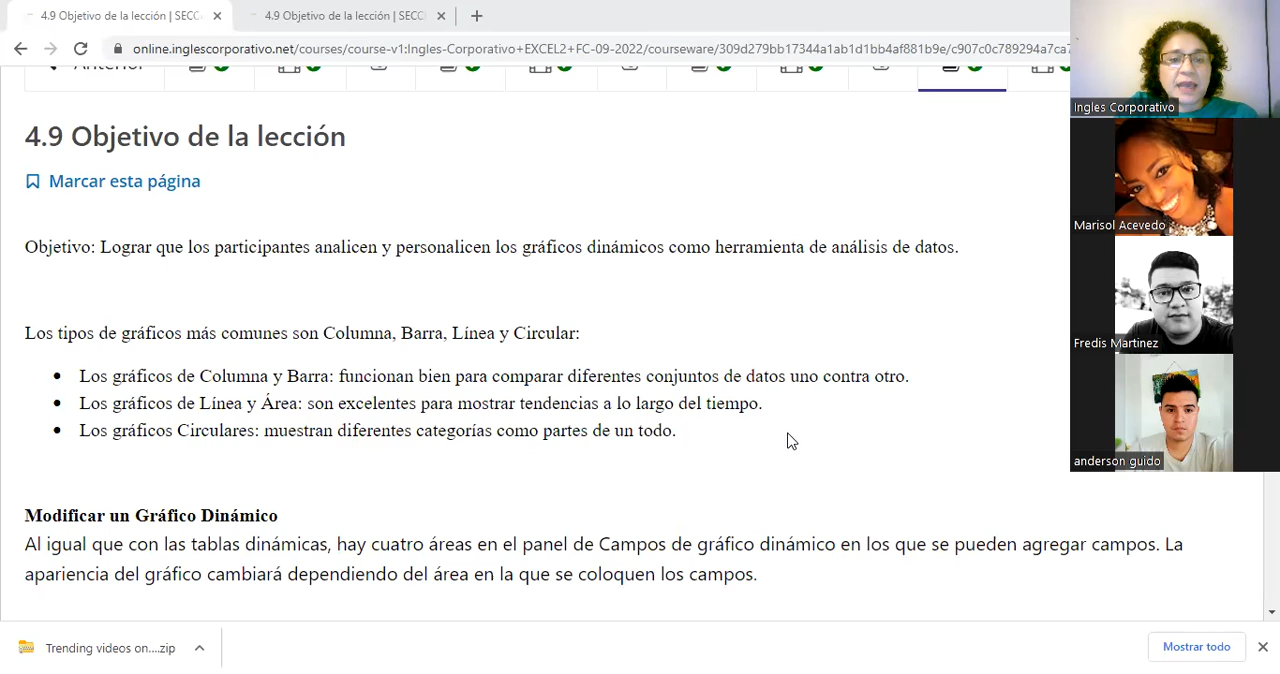 4.9 Objetivo de la lección | SECC
4.9 Objetivo de la lección | SECC
online.inglescorporativo.net/courses/course-v1:Ingles-Corporativo+EXCEL2+FC-09-2022/courseware/309d279bb17344a1ab1d1bb4af881b9e/c907c0c789294a7ca7
Anterior
4.9 Objetivo de la lección
Marcar esta página
Objetivo: Lograr que los participantes analicen y personalicen los gráficos dinámicos como herramienta de análisis de datos.
Los tipos de gráficos más comunes son Columna, Barra, Línea y Circular:
• Los gráficos de Columna y Barra: funcionan bien para comparar diferentes conjuntos de datos uno contra otro.
• Los gráficos de Línea y Área: son excelentes para mostrar tendencias a lo largo del tiempo.
• Los gráficos Circulares: muestran diferentes categorías como partes de un todo.
Modificar un Gráfico Dinámico
Al igual que con las tablas dinámicas, hay cuatro áreas en el panel de Campos de gráfico dinámico en los que se pueden agregar campos. La
apariencia del gráfico cambiará dependiendo del área en la que se coloquen los campos.
Trending videos on....zip
Mostrar todo
Ingles Corporativo
Marisol Acevedo
Fredis Martinez
anderson guido